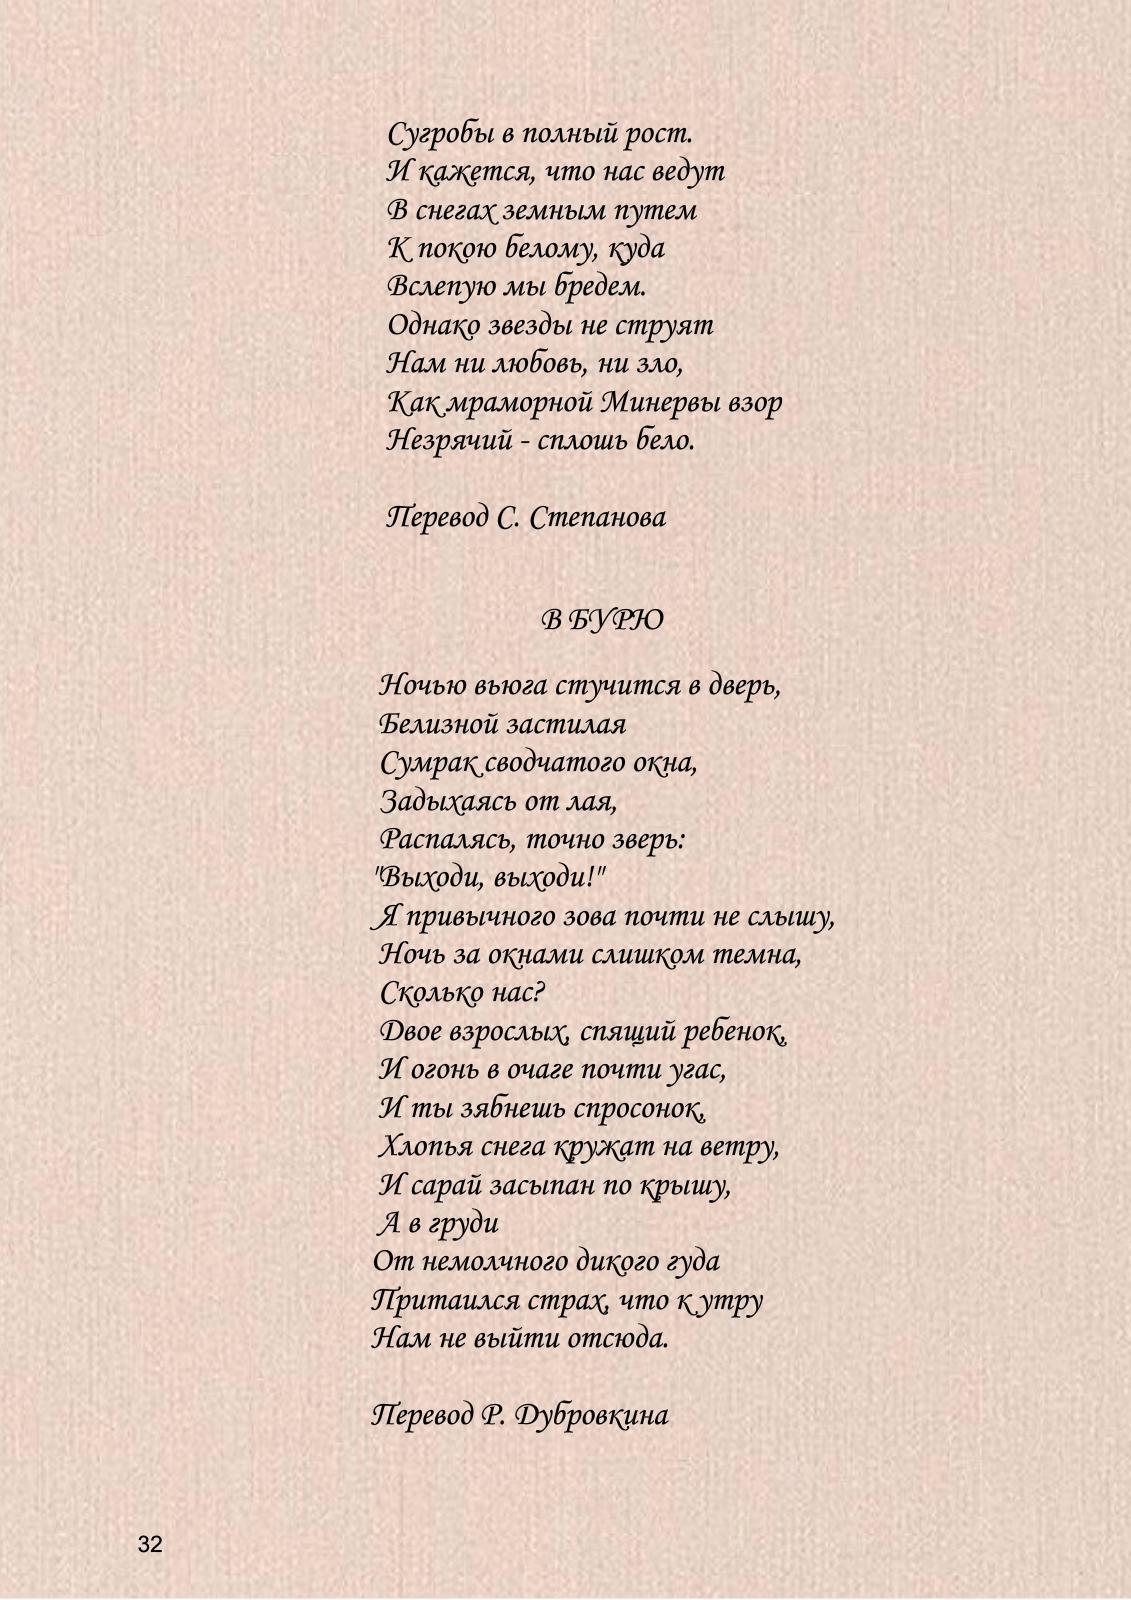 Сугробы в полный рост.
И кажется, что нас ведут
В снегах земным путем
К покою белому, куда
Вслепую мы бредем.
Однако звезды не струят
Нам ни любовь, ни зло,
Как мраморной Минервы взор
Незрячий - сплошь бело.
Перевод С. Степанова
В БУРЮ
Ночью вьюга стучится в дверь,
Белизной застилая
Сумрак сводчатого окна,
Задыхаясь от лая,
Распалясь, точно зверь:
"Выходи, выходи!"
Я привычного зова почти не слышу,
Ночь за окнами слишком темна,
Сколько нас?
Двое взрослых, спящий ребенок,
И огонь в очаге почти угас,
И ты зябнешь спросонок,
Хлопья снега кружат на ветру,
И сарай засыпан по крышу,
А в груди
От немолчного дикого гуда
Притаился страх, что к утру
Нам не выйти отсюда.
Перевод Р. Дубровкина
32